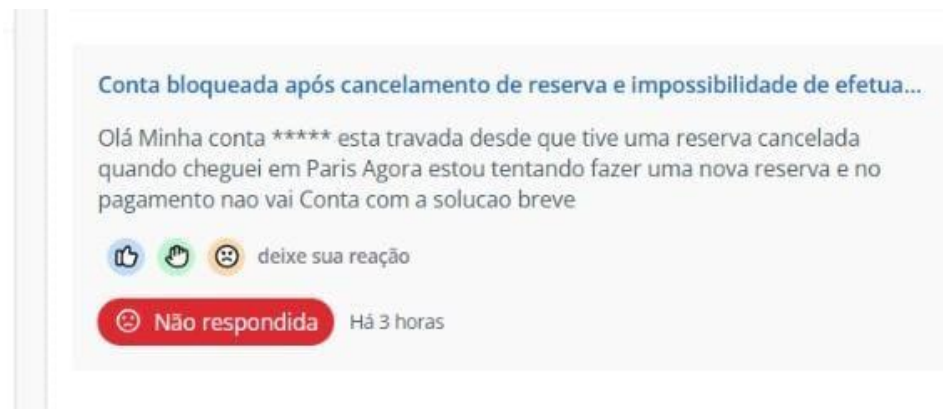 Conta bloqueada após cancelamento de reserva e impossibilidade de efetua...
Olá Minha conta ***** esta travada desde que tive uma reserva cancelada
quando cheguei em Paris Agora estou tentando fazer uma nova reserva e no
pagamento nao vai Conta com a solucao breve
deixe sua reação
Não respondida Há 3 horas